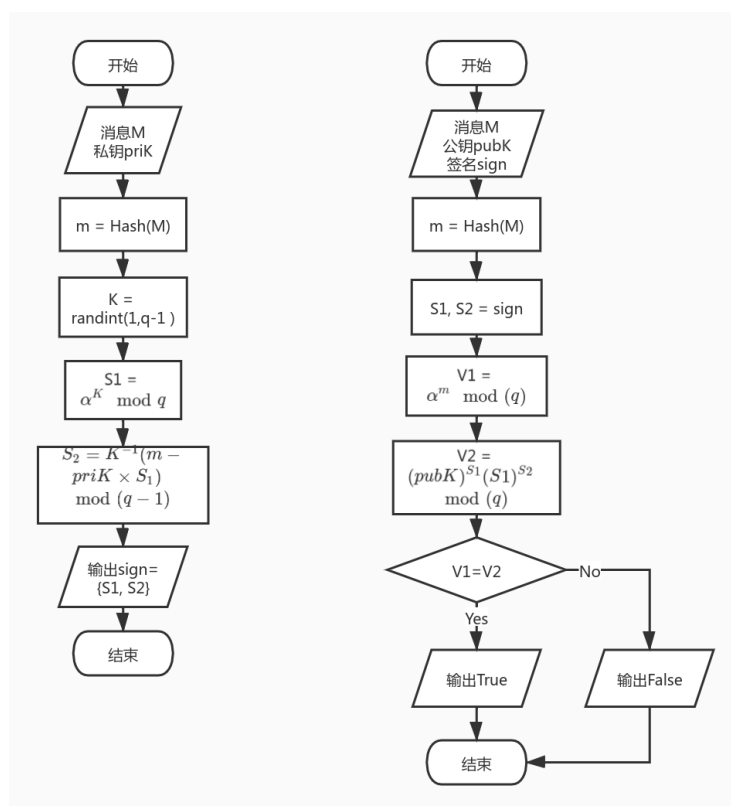 开始
消息M
私钥priK
m = Hash(M)
K =
randint(1,q-1 )
S1 =
α^K mod q
S₂ = K⁻¹(m −
priK × S₁)
mod (q − 1)
输出sign=
{S1, S2}
结束
开始
消息M
公钥pubK
签名sign
m = Hash(M)
S1, S2 = sign
V1 =
α^m mod (q)
V2 =
(pubK)^S1(S1)^S2
mod (q)
V1=V2
No
Yes
输出True
输出False
结束